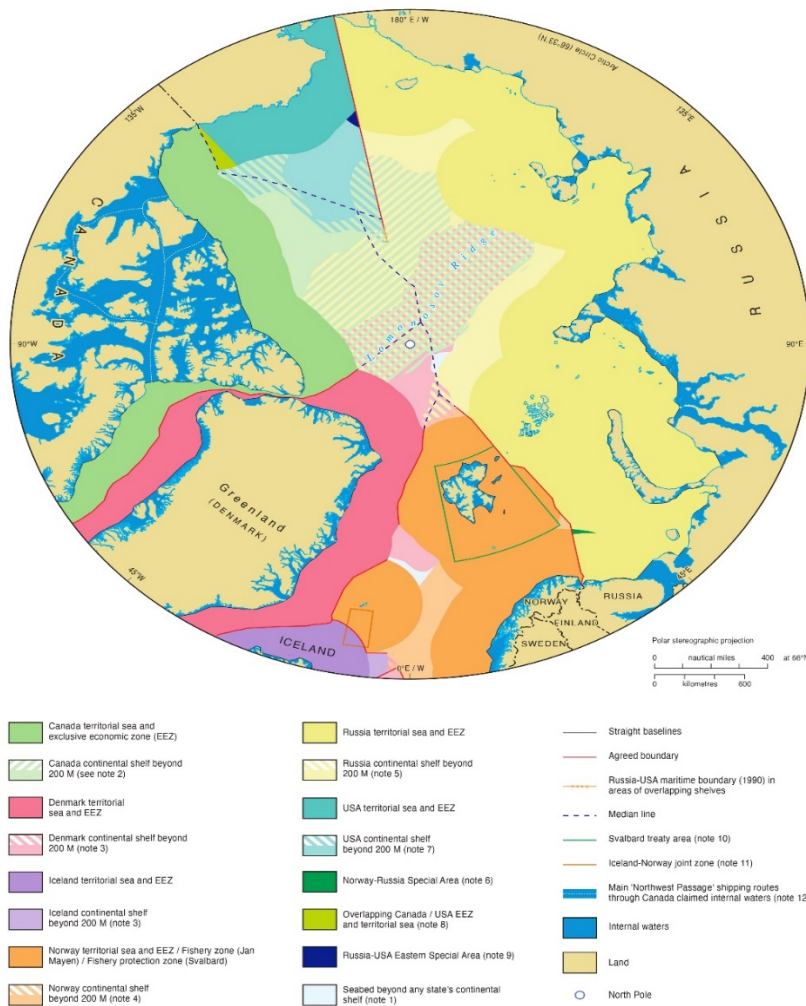 180° E / W
Arctic Circle (66°33'N)
135°W
135°E
CANADA
RUSSIA
Lomonosov Ridge
90°W
90°E
Greenland
(DENMARK)
45°W
45°E
NORWAY
RUSSIA
FINLAND
SWEDEN
ICELAND
0°E / W
Polar stereographic projection
0 nautical miles 400 at 66°N
0 kilometres 600
Canada territorial sea and
exclusive economic zone (EEZ)
Canada continental shelf beyond
200 M (see note 2)
Denmark territorial
sea and EEZ
Denmark continental shelf beyond
200 M (note 3)
Iceland territorial sea and EEZ
Iceland continental shelf
beyond 200 M (note 3)
Norway territorial sea and EEZ / Fishery zone (Jan
Mayen) / Fishery protection zone (Svalbard)
Norway continental shelf
beyond 200 M (note 4)
Russia territorial sea and EEZ
Russia continental shelf beyond
200 M (note 5)
USA territorial sea and EEZ
USA continental shelf
beyond 200 M (note 7)
Norway-Russia Special Area (note 6)
Overlapping Canada / USA EEZ
and territorial sea (note 8)
Russia-USA Eastern Special Area (note 9)
Seabed beyond any state's continental
shelf (note 1)
Straight baselines
Agreed boundary
Russia-USA maritime boundary (1990) in
areas of overlapping shelves
Median line
Svalbard treaty area (note 10)
Iceland-Norway joint zone (note 11)
Main 'Northwest Passage' shipping routes
through Canada claimed internal waters (note 12
Internal waters
Land
North Pole